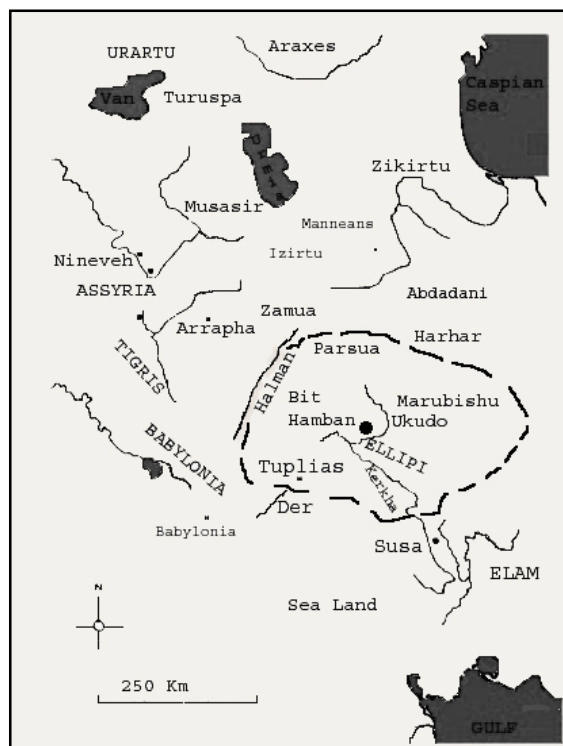 Araxes
URARTU
Van
Turuspa
Caspian
Sea
Urmia
Zikirtu
Musasir
Manneans
Izirtu
Nineveh
ASSYRIA
Abdadani
Zamua
Arrapha
Harhar
Parsua
TIGRIS
Halman
Bit
Hamban
Marubishu
Ukudo
ELLIPI
BABYLONIA
Tuplias
Kerkha
Der
Babylonia
Susa
ELAM
N
Sea Land
250 Km
GULF